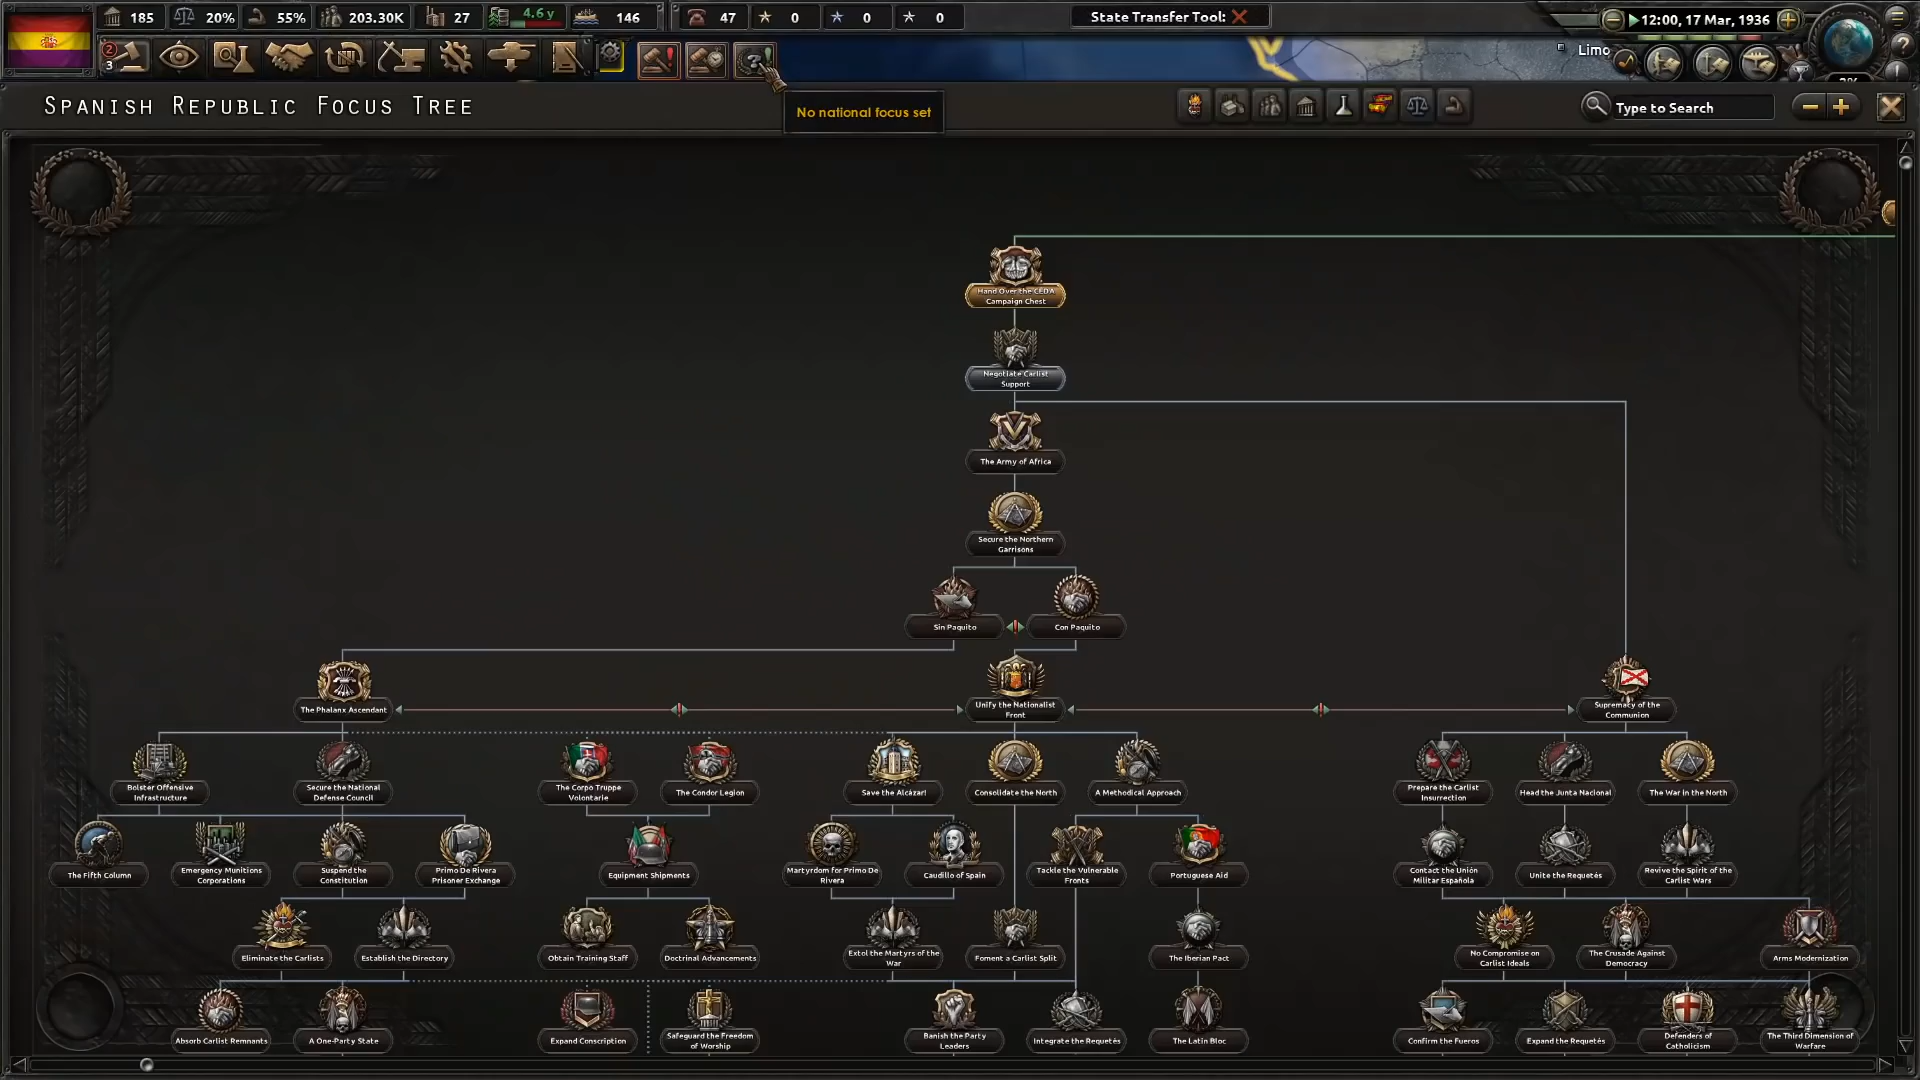 185
20%
55%
203.30K
27
4.6 y
146
47
0
0
0
State Transfer Tool:
12:00, 17 Mar, 1936
2
3
Limo
SPANISH REPUBLIC FOCUS TREE
No national focus set
Type to Search
Hand Over the CEDA
Campaign Chest
Negotiate Carlist
Support
The Army of Africa
Secure the Northern
Garrisons
Sin Paquito
Con Paquito
The Phalanx Ascendant
Unify the Nationalist
Front
Supremacy of the
Communion
Bolster Offensive
Infrastructure
Secure the National
Defense Council
The Corpo Truppe
Volontarie
The Condor Legion
Save the Alcázar!
Consolidate the North
A Methodical Approach
Prepare the Carlist
Insurrection
Head the Junta Nacional
The War in the North
The Fifth Column
Emergency Munitions
Corporations
Suspend the
Constitution
Primo De Rivera
Prisoner Exchange
Equipment Shipments
Martyrdom for Primo De
Rivera
Caudillo of Spain
Tackle the Vulnerable
Fronts
Portuguese Aid
Contact the Unión
Militar Española
Unite the Requetés
Revive the Spirit of the
Carlist Wars
Eliminate the Carlists
Establish the Directory
Obtain Training Staff
Doctrinal Advancements
Extol the Martyrs of the
War
Foment a Carlist Split
The Iberian Pact
No Compromise on
Carlist Ideals
The Crusade Against
Democracy
Arms Modernization
Absorb Carlist Remnants
A One-Party State
Expand Conscription
Safeguard the Freedom
of Worship
Banish the Party
Leaders
Integrate the Requetés
The Latin Bloc
Confirm the Fueros
Expand the Requetés
Defenders of
Catholicism
The Third Dimension of
Warfare